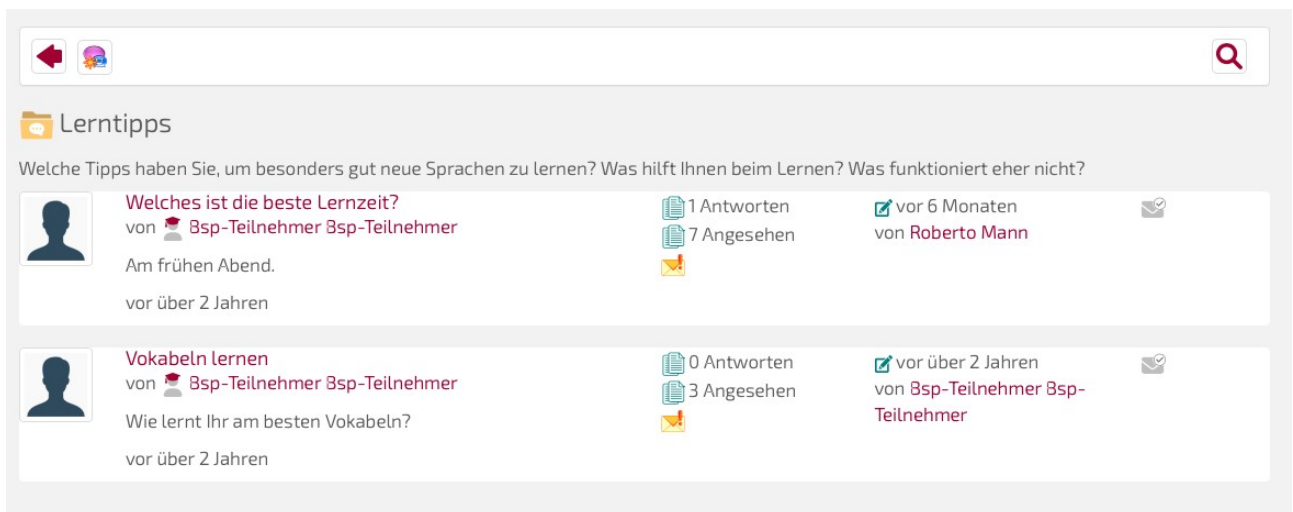 Lerntipps
Welche Tipps haben Sie, um besonders gut neue Sprachen zu lernen? Was hilft Ihnen beim Lernen? Was funktioniert eher nicht?
Welches ist die beste Lernzeit?
von Bsp-Teilnehmer Bsp-Teilnehmer
Am frühen Abend.
vor über 2 Jahren
1 Antworten
7 Angesehen
vor 6 Monaten
von Roberto Mann
Vokabeln lernen
von Bsp-Teilnehmer Bsp-Teilnehmer
Wie lernt Ihr am besten Vokabeln?
vor über 2 Jahren
0 Antworten
3 Angesehen
vor über 2 Jahren
von Bsp-Teilnehmer Bsp-
Teilnehmer